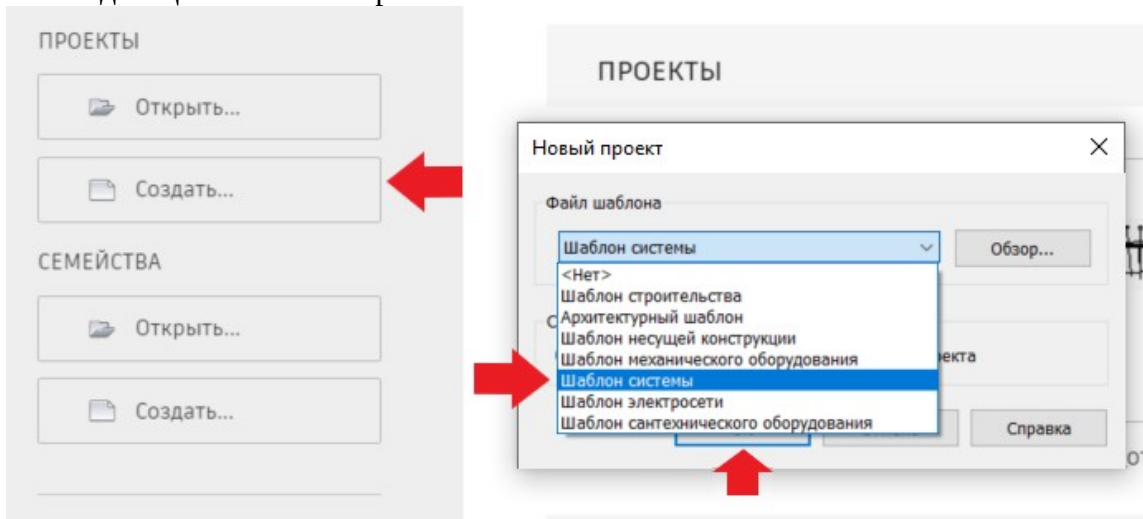 ПРОЕКТЫ
Открыть...
Создать...
СЕМЕЙСТВА
Открыть...
Создать...
ПРОЕКТЫ
Новый проект
Файл шаблона
Шаблон системы
Обзор...
<Нет>
Шаблон строительства
Архитектурный шаблон
Шаблон несущей конструкции
Шаблон механического оборудования
Шаблон системы
Шаблон электросети
Шаблон сантехнического оборудования
Справка